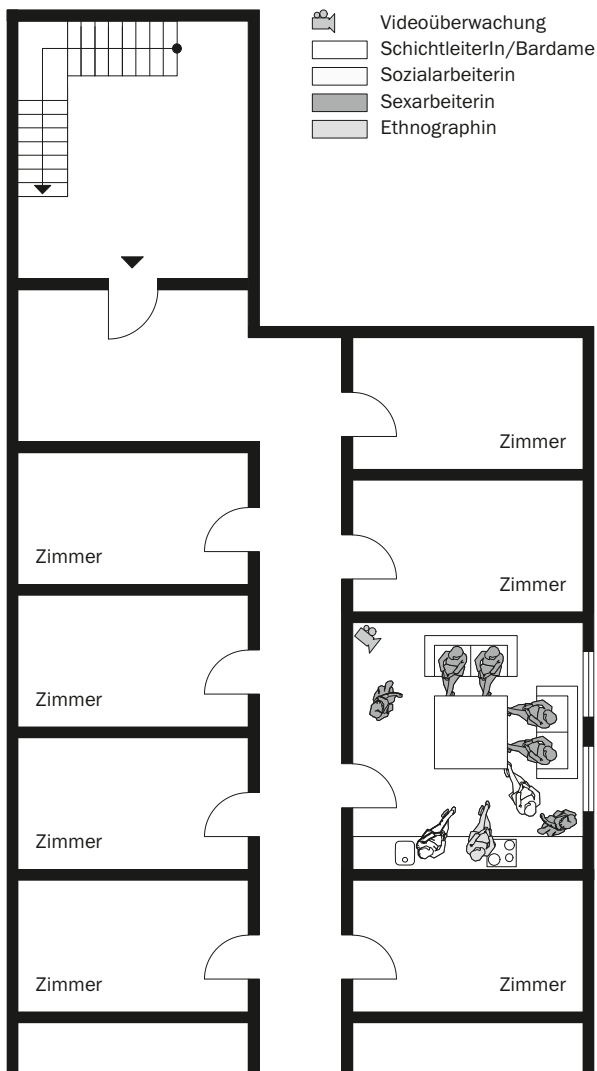 Videoüberwachung
SchichtleiterIn/Bardame
Sozialarbeiterin
Sexarbeiterin
Ethnographin
Zimmer
Zimmer
Zimmer
Zimmer
Zimmer
Zimmer
Zimmer